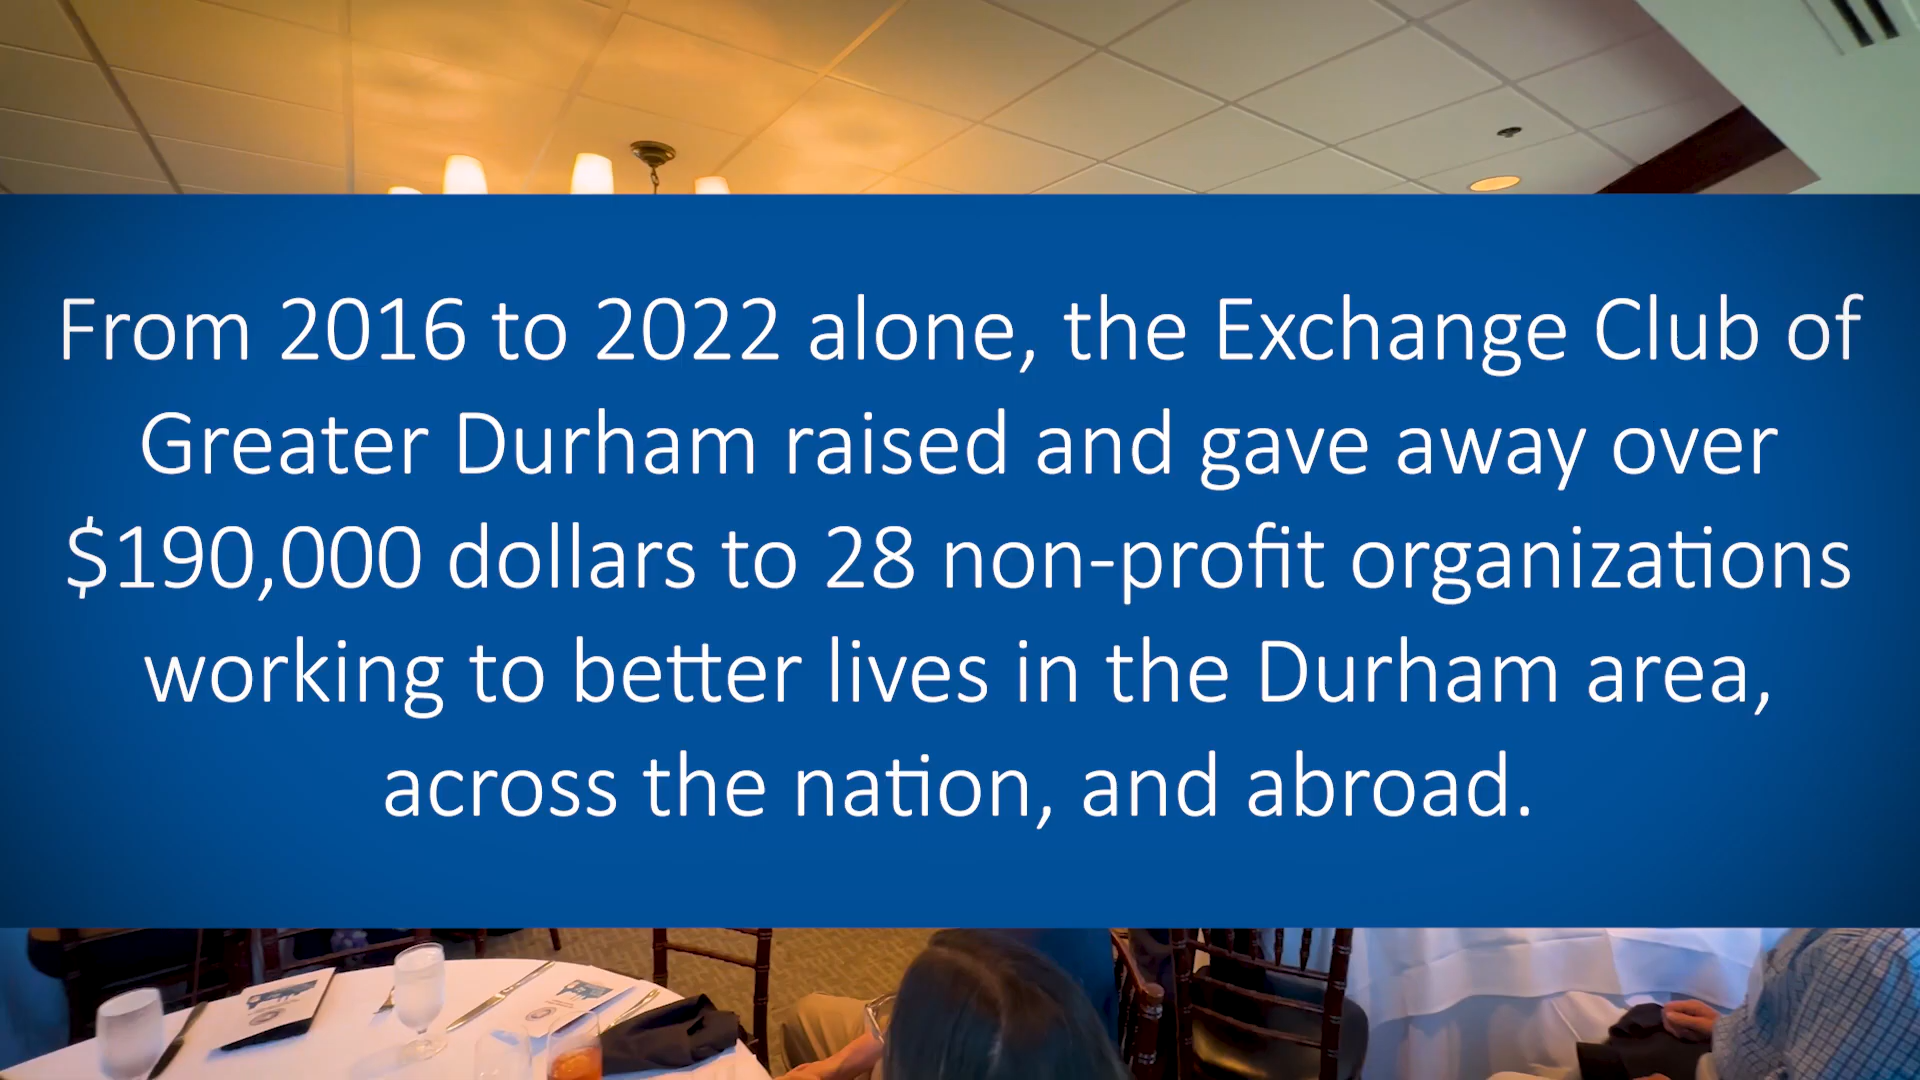 From 2016 to 2022 alone, the Exchange Club of
Greater Durham raised and gave away over
$190,000 dollars to 28 non-profit organizations
working to better lives in the Durham area,
across the nation, and abroad.